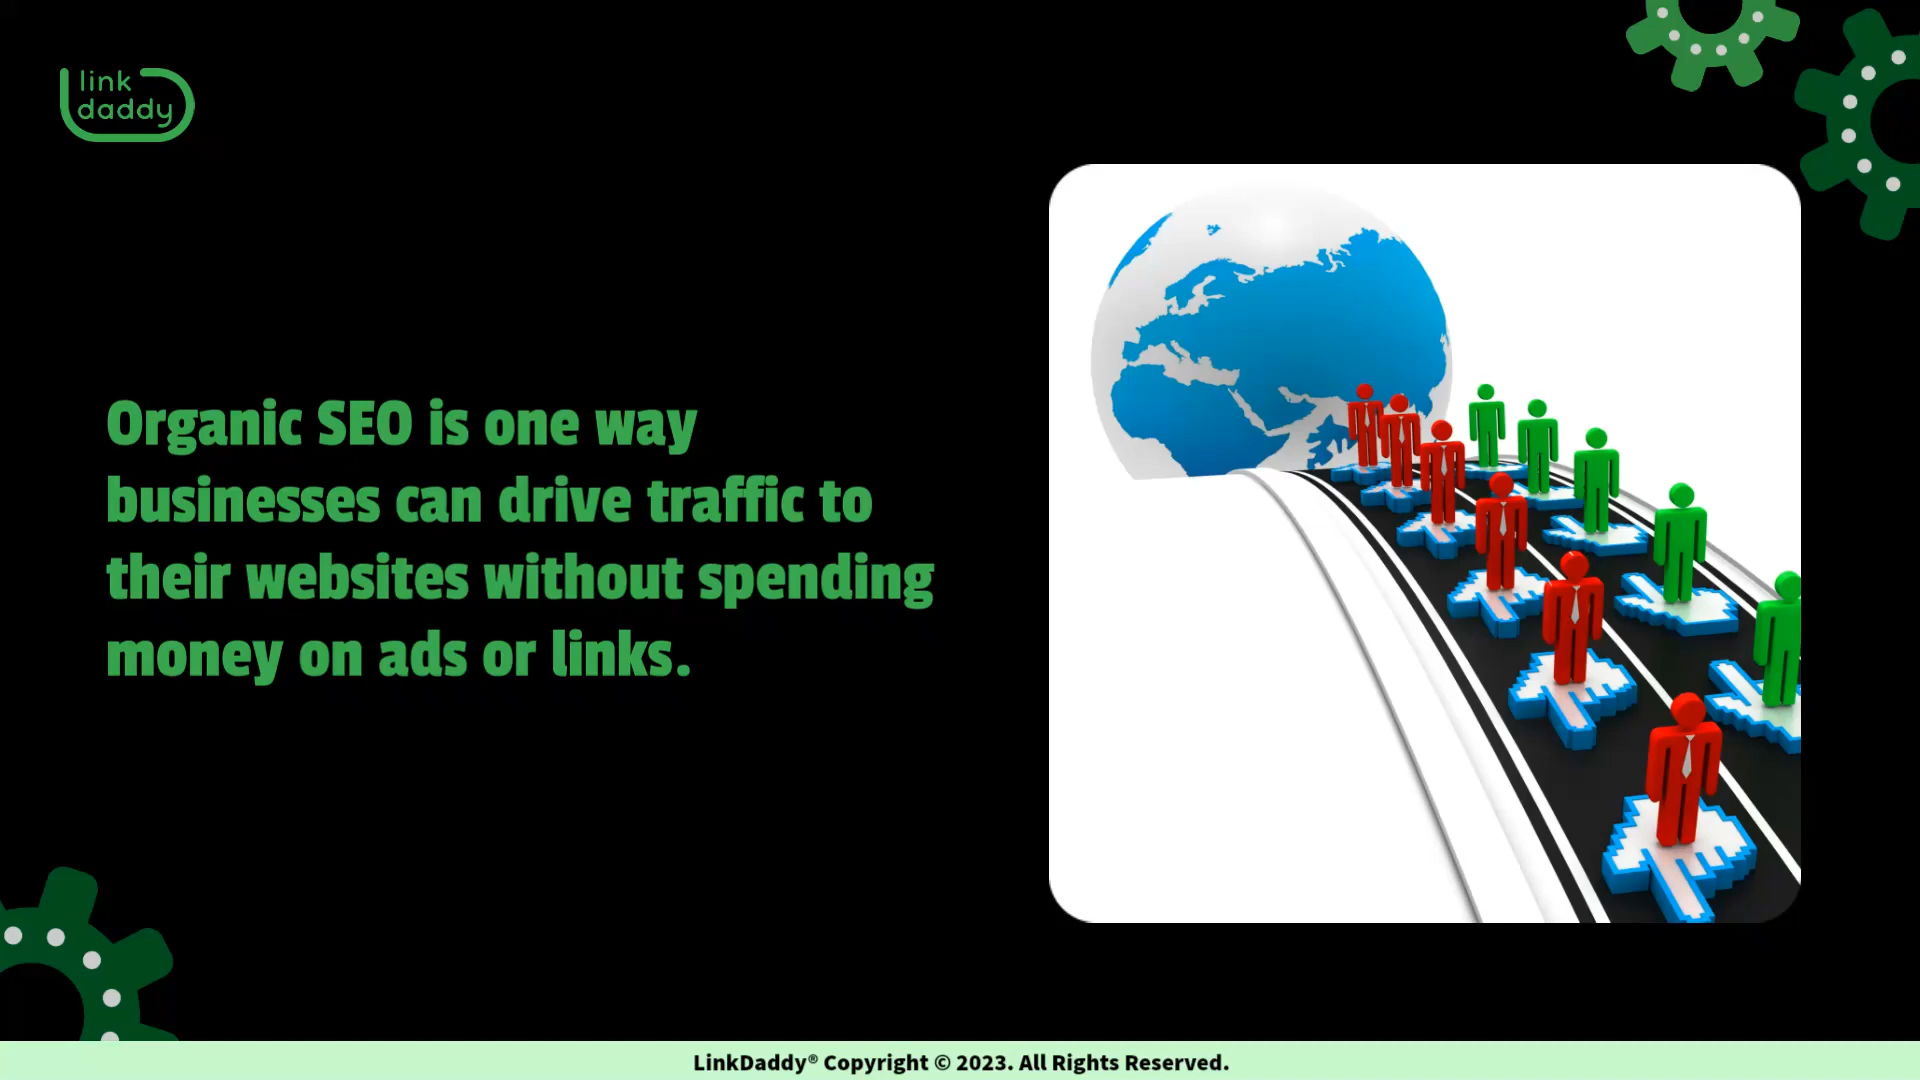 link
daddy
Organic SEO is one way
businesses can drive traffic to
their websites without spending
money on ads or links.
LinkDaddy® Copyright © 2023. All Rights Reserved.